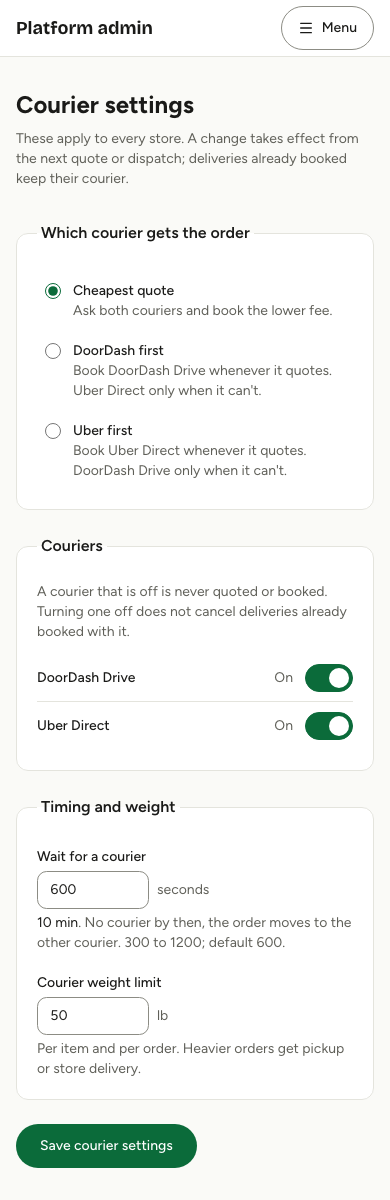 Platform admin
Menu
Courier settings
These apply to every store. A change takes effect from
the next quote or dispatch; deliveries already booked
keep their courier.
Which courier gets the order
Cheapest quote
Ask both couriers and book the lower fee.
DoorDash first
Book DoorDash Drive whenever it quotes.
Uber Direct only when it can't.
Uber first
Book Uber Direct whenever it quotes.
DoorDash Drive only when it can't.
Couriers
A courier that is off is never quoted or booked.
Turning one off does not cancel deliveries already
booked with it.
DoorDash Drive On
Uber Direct On
Timing and weight
Wait for a courier
600 seconds
10 min. No courier by then, the order moves to the
other courier. 300 to 1200; default 600.
Courier weight limit
50 lb
Per item and per order. Heavier orders get pickup
or store delivery.
Save courier settings